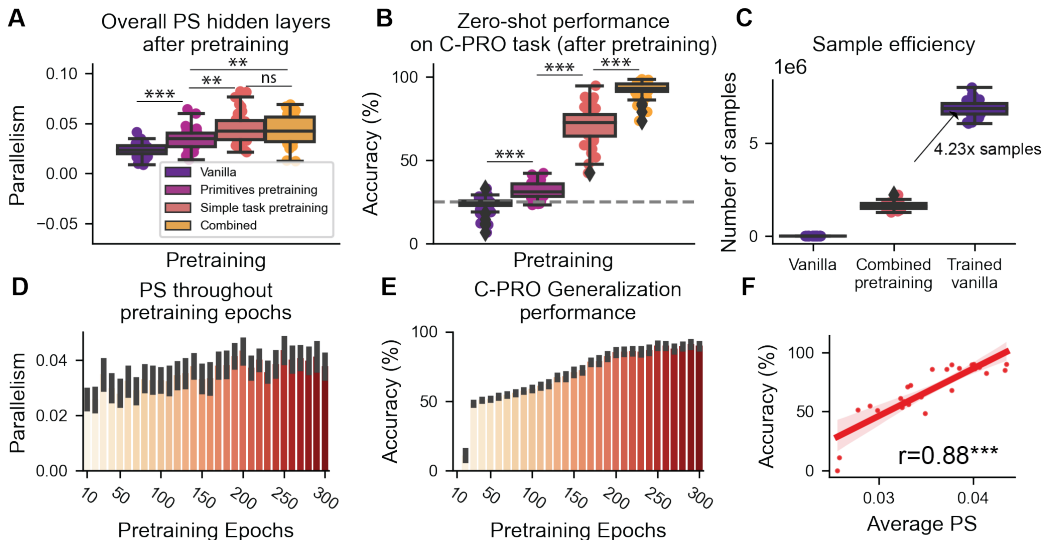 A
Overall PS hidden layers
after pretraining
Parallelism
0.10
0.05
0.00
−0.05
***
**
**
ns
Vanilla
Primitives pretraining
Simple task pretraining
Combined
Pretraining
B
Zero-shot performance
on C-PRO task (after pretraining)
Accuracy (%)
100
50
0
***
***
***
Pretraining
C
Sample efficiency
1e6
Number of samples
5
0
4.23x samples
Vanilla
Combined
pretraining
Trained
vanilla
D
PS throughout
pretraining epochs
Parallelism
0.04
0.02
0.00
10
50
100
150
200
250
300
Pretraining Epochs
E
C-PRO Generalization
performance
Accuracy (%)
100
50
0
10
50
100
150
200
250
300
Pretraining Epochs
F
Accuracy (%)
100
50
0
r=0.88***
0.03
0.04
Average PS